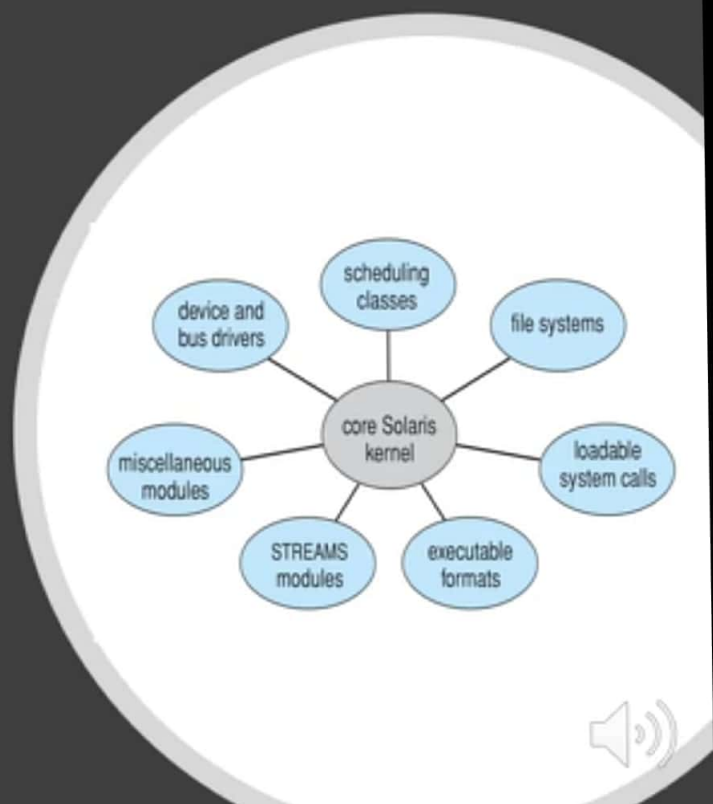 scheduling
classes
device and
bus drivers
file systems
core Solaris
kernel
miscellaneous
modules
loadable
system calls
STREAMS
modules
executable
formats